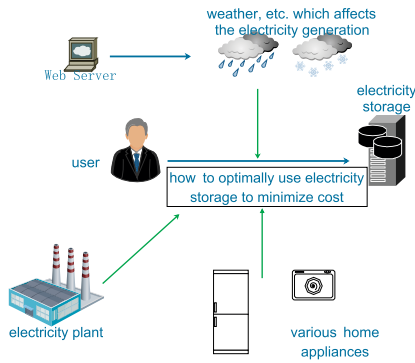 weather, etc. which affects
the electricity generation
Web Server
electricity
storage
user
how to optimally use electricity
storage to minimize cost
electricity plant
various home
appliances